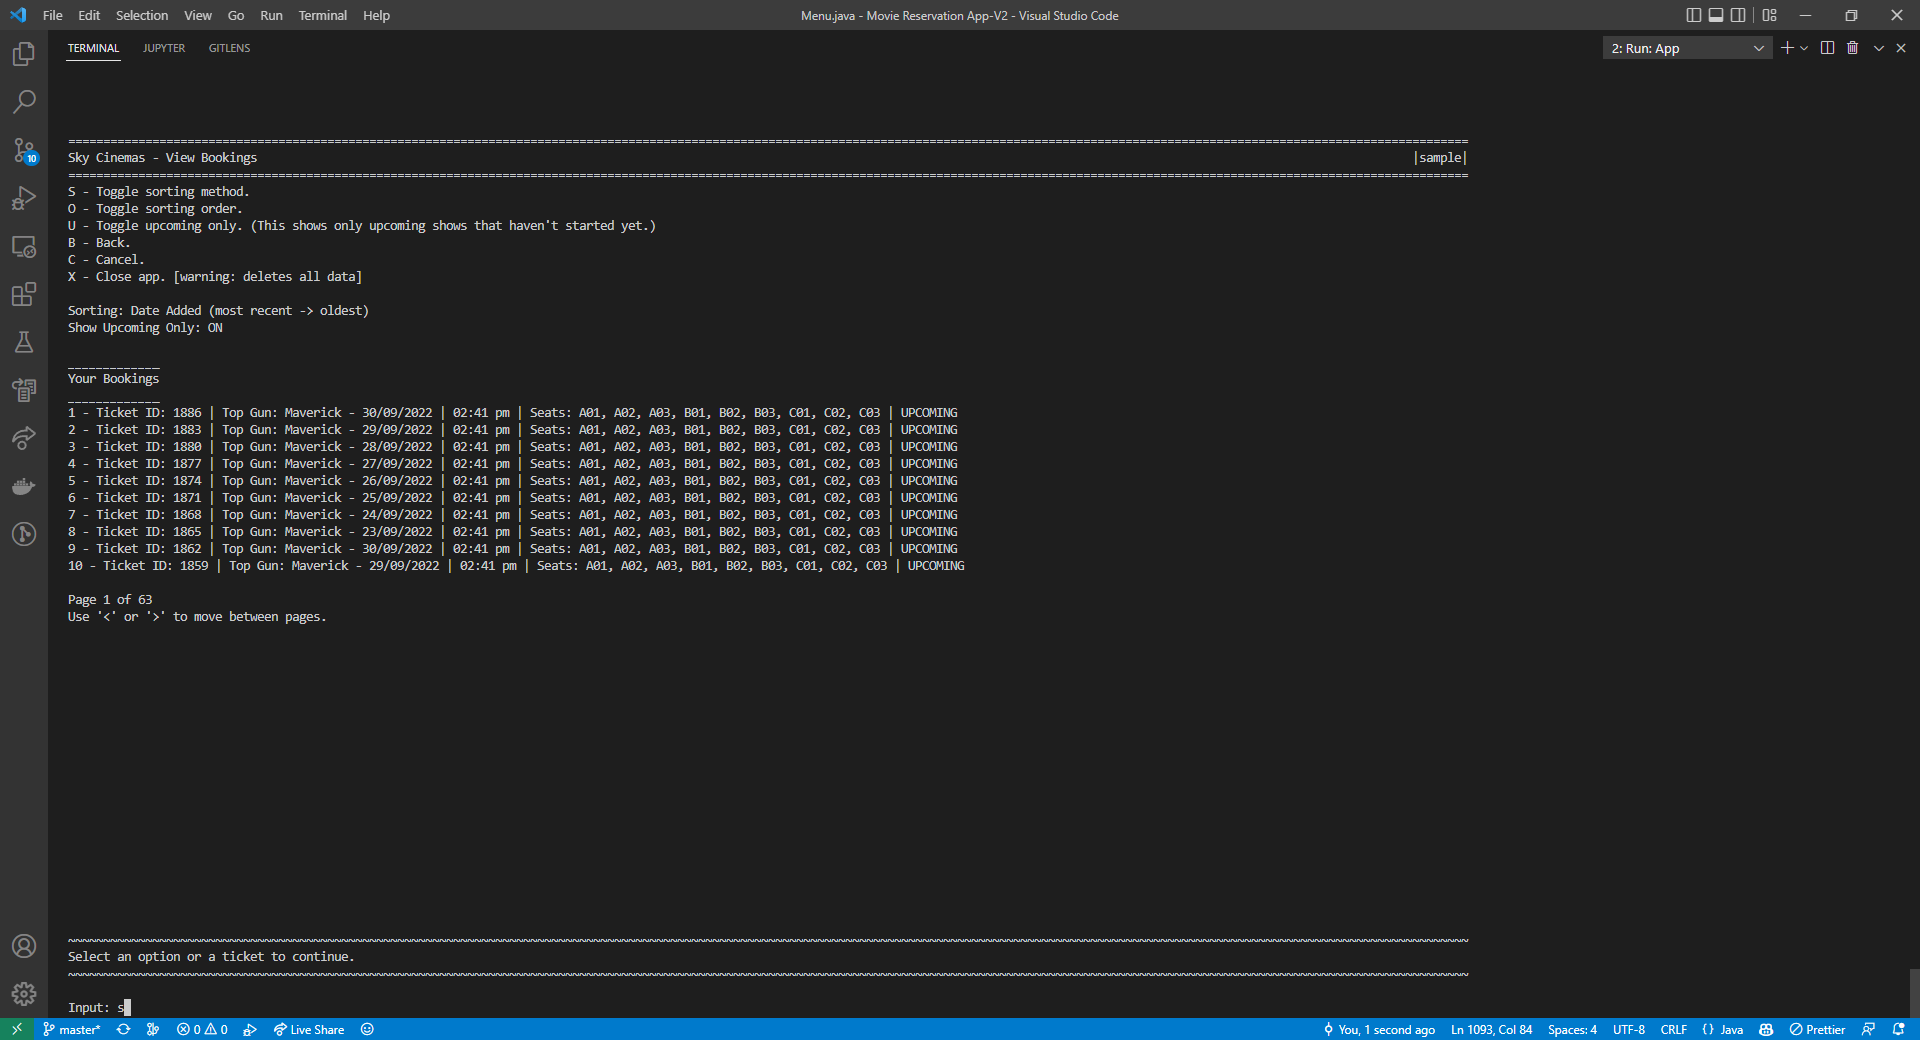 File Edit Selection View Go Run Terminal Help
Menu.java - Movie Reservation App-V2 - Visual Studio Code
TERMINAL JUPYTER GITLENS
2: Run: App
10
================================================================================
Sky Cinemas - View Bookings |sample|
================================================================================
S - Toggle sorting method.
O - Toggle sorting order.
U - Toggle upcoming only. (This shows only upcoming shows that haven't started yet.)
B - Back.
C - Cancel.
X - Close app. [warning: deletes all data]
Sorting: Date Added (most recent -> oldest)
Show Upcoming Only: ON
_____________
Your Bookings
_____________
1 - Ticket ID: 1886 | Top Gun: Maverick - 30/09/2022 | 02:41 pm | Seats: A01, A02, A03, B01, B02, B03, C01, C02, C03 | UPCOMING
2 - Ticket ID: 1883 | Top Gun: Maverick - 29/09/2022 | 02:41 pm | Seats: A01, A02, A03, B01, B02, B03, C01, C02, C03 | UPCOMING
3 - Ticket ID: 1880 | Top Gun: Maverick - 28/09/2022 | 02:41 pm | Seats: A01, A02, A03, B01, B02, B03, C01, C02, C03 | UPCOMING
4 - Ticket ID: 1877 | Top Gun: Maverick - 27/09/2022 | 02:41 pm | Seats: A01, A02, A03, B01, B02, B03, C01, C02, C03 | UPCOMING
5 - Ticket ID: 1874 | Top Gun: Maverick - 26/09/2022 | 02:41 pm | Seats: A01, A02, A03, B01, B02, B03, C01, C02, C03 | UPCOMING
6 - Ticket ID: 1871 | Top Gun: Maverick - 25/09/2022 | 02:41 pm | Seats: A01, A02, A03, B01, B02, B03, C01, C02, C03 | UPCOMING
7 - Ticket ID: 1868 | Top Gun: Maverick - 24/09/2022 | 02:41 pm | Seats: A01, A02, A03, B01, B02, B03, C01, C02, C03 | UPCOMING
8 - Ticket ID: 1865 | Top Gun: Maverick - 23/09/2022 | 02:41 pm | Seats: A01, A02, A03, B01, B02, B03, C01, C02, C03 | UPCOMING
9 - Ticket ID: 1862 | Top Gun: Maverick - 30/09/2022 | 02:41 pm | Seats: A01, A02, A03, B01, B02, B03, C01, C02, C03 | UPCOMING
10 - Ticket ID: 1859 | Top Gun: Maverick - 29/09/2022 | 02:41 pm | Seats: A01, A02, A03, B01, B02, B03, C01, C02, C03 | UPCOMING
Page 1 of 63
Use '<' or '>' to move between pages.
~~~~~~~~~~~~~~~~~~~~~~~~~~~~~~~~~~~~~~~~~~~~~~~~~~~~~~~~~~~~~~~~~~~~~~~~~~~~~~~~
Select an option or a ticket to continue.
~~~~~~~~~~~~~~~~~~~~~~~~~~~~~~~~~~~~~~~~~~~~~~~~~~~~~~~~~~~~~~~~~~~~~~~~~~~~~~~~
Input: s
master* 0 0 Live Share You, 1 second ago Ln 1093, Col 84 Spaces: 4 UTF-8 CRLF {} Java Prettier